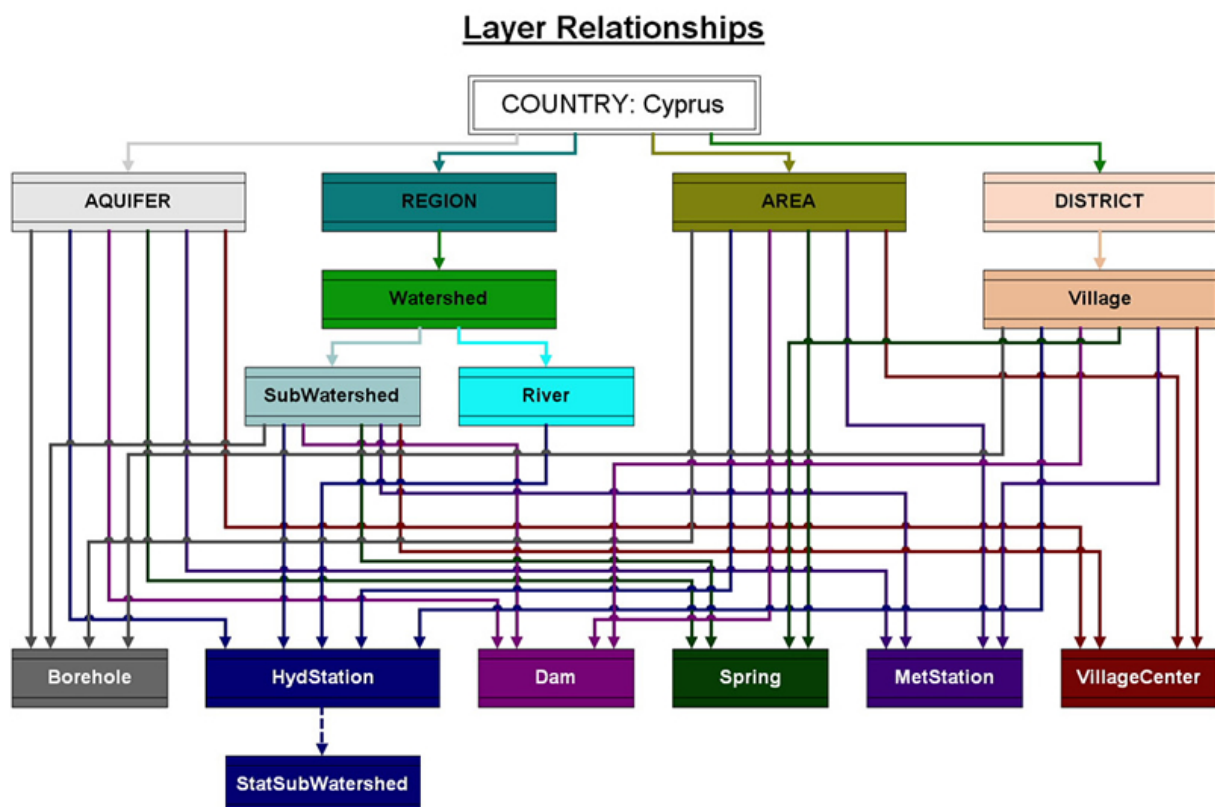 Layer Relationships
COUNTRY: Cyprus
AQUIFER
REGION
AREA
DISTRICT
Watershed
Village
SubWatershed
River
Borehole
HydStation
Dam
Spring
MetStation
VillageCenter
StatSubWatershed